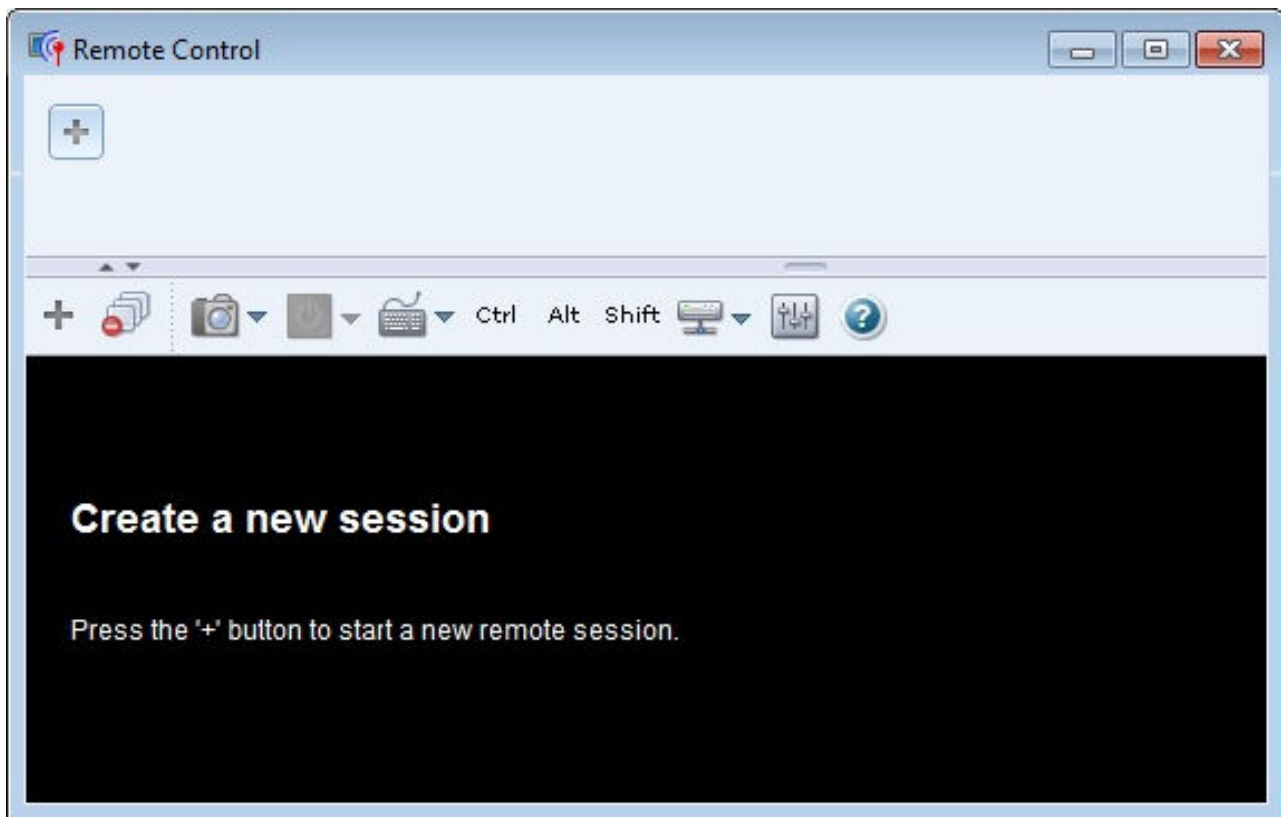 Remote Control
Ctrl Alt Shift
Create a new session
Press the '+' button to start a new remote session.